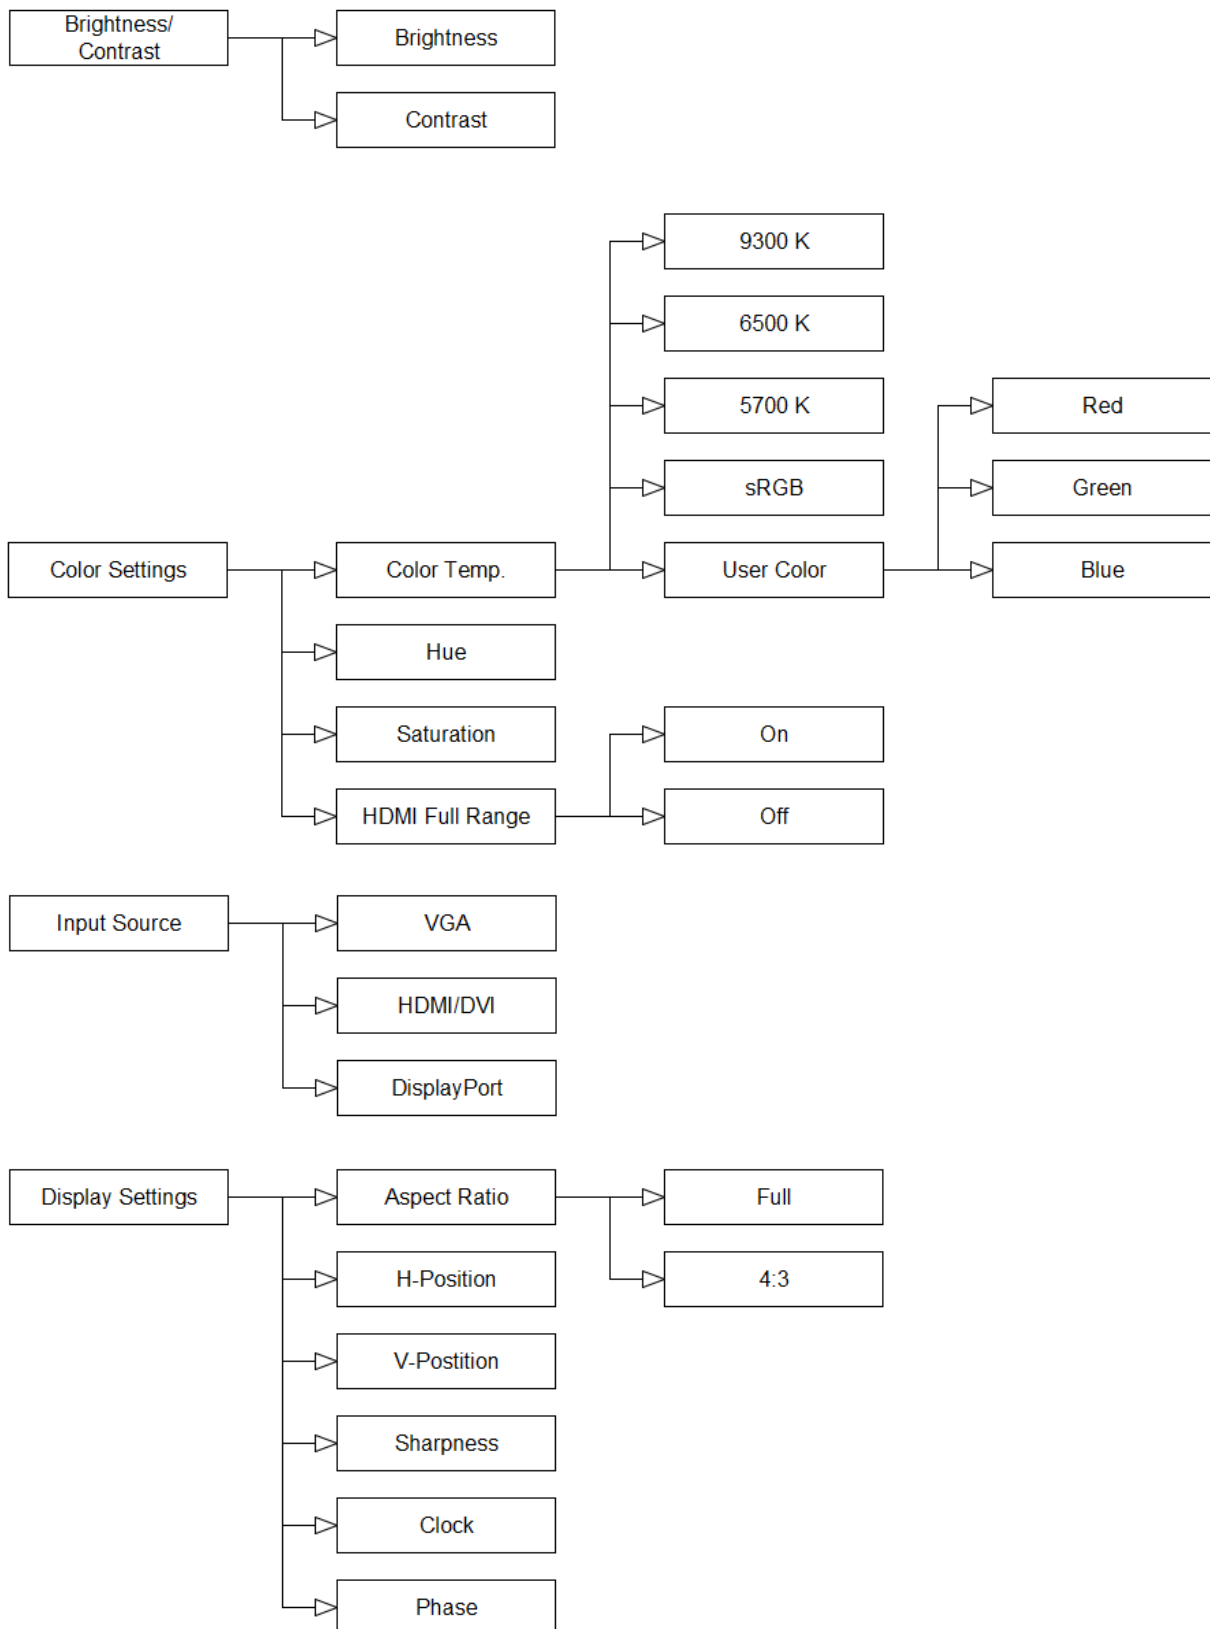 Brightness/
Contrast
Brightness
Contrast
9300 K
6500 K
5700 K
Red
sRGB
Green
Color Settings
Color Temp.
User Color
Blue
Hue
Saturation
On
HDMI Full Range
Off
Input Source
VGA
HDMI/DVI
DisplayPort
Display Settings
Aspect Ratio
Full
H-Position
4:3
V-Postition
Sharpness
Clock
Phase